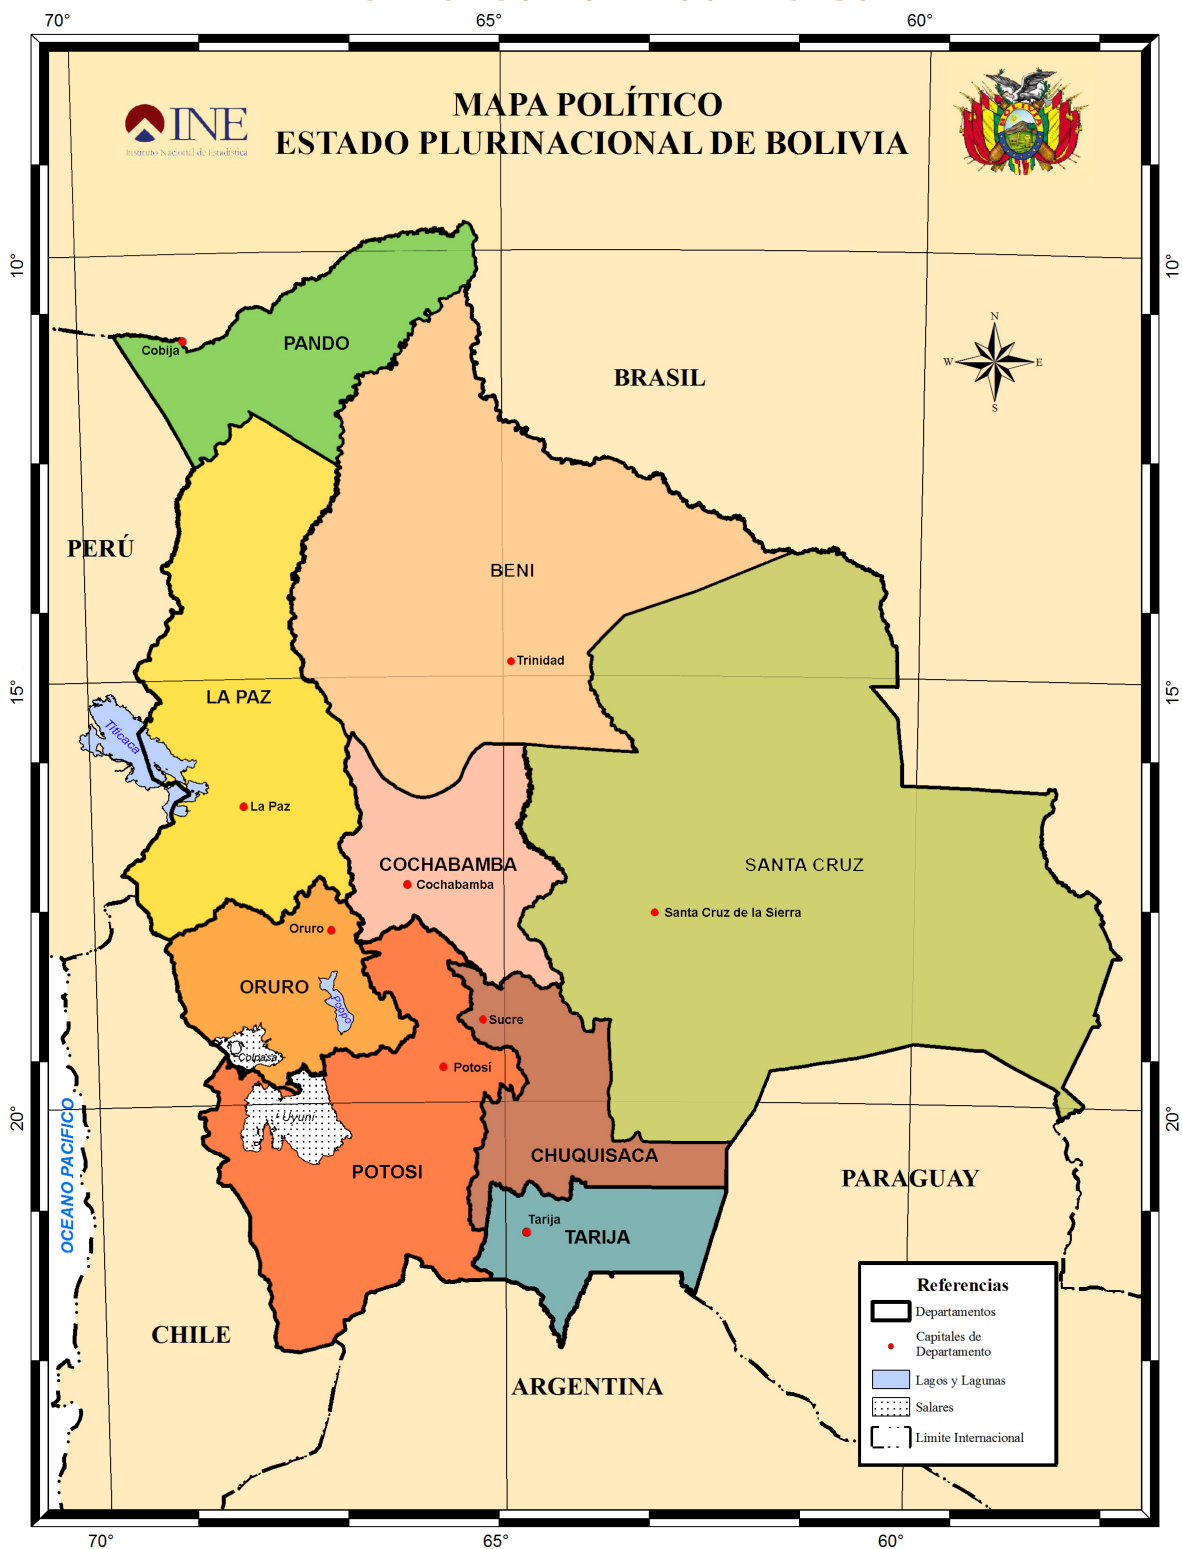 70°
65°
60°
INE
Instituto Nacional de Estadística
MAPA POLÍTICO
ESTADO PLURINACIONAL DE BOLIVIA
10°
10°
N
W
E
S
PANDO
Cobija
BRASIL
PERÚ
BENI
Trinidad
15°
15°
LA PAZ
Titicaca
La Paz
COCHABAMBA
Cochabamba
SANTA CRUZ
Santa Cruz de la Sierra
Oruro
ORURO
Poopo
Sucre
Coipasa
Potosí
Uyuni
20°
20°
OCEANO PACIFICO
POTOSI
CHUQUISACA
PARAGUAY
Tarija
TARIJA
CHILE
ARGENTINA
Referencias
Departamentos
Capitales de
Departamento
Lagos y Lagunas
Salares
Límite Internacional
70°
65°
60°